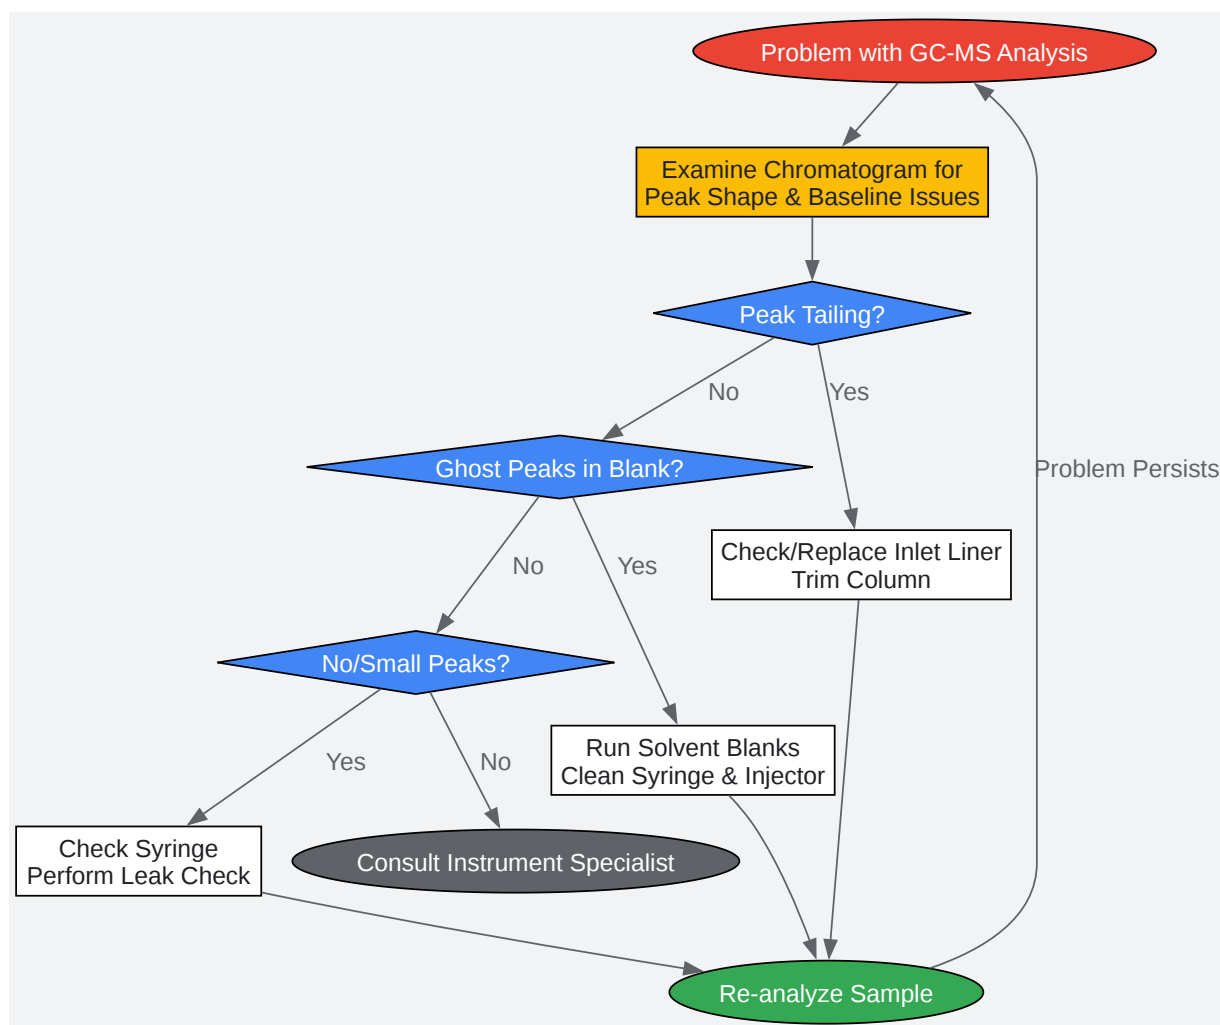 Problem with GC-MS Analysis
Examine Chromatogram for
Peak Shape & Baseline Issues
Peak Tailing?
No
Yes
Ghost Peaks in Blank?
Problem Persists
Check/Replace Inlet Liner
Trim Column
No
Yes
No/Small Peaks?
Run Solvent Blanks
Clean Syringe & Injector
Yes
No
Check Syringe
Perform Leak Check
Consult Instrument Specialist
Re-analyze Sample